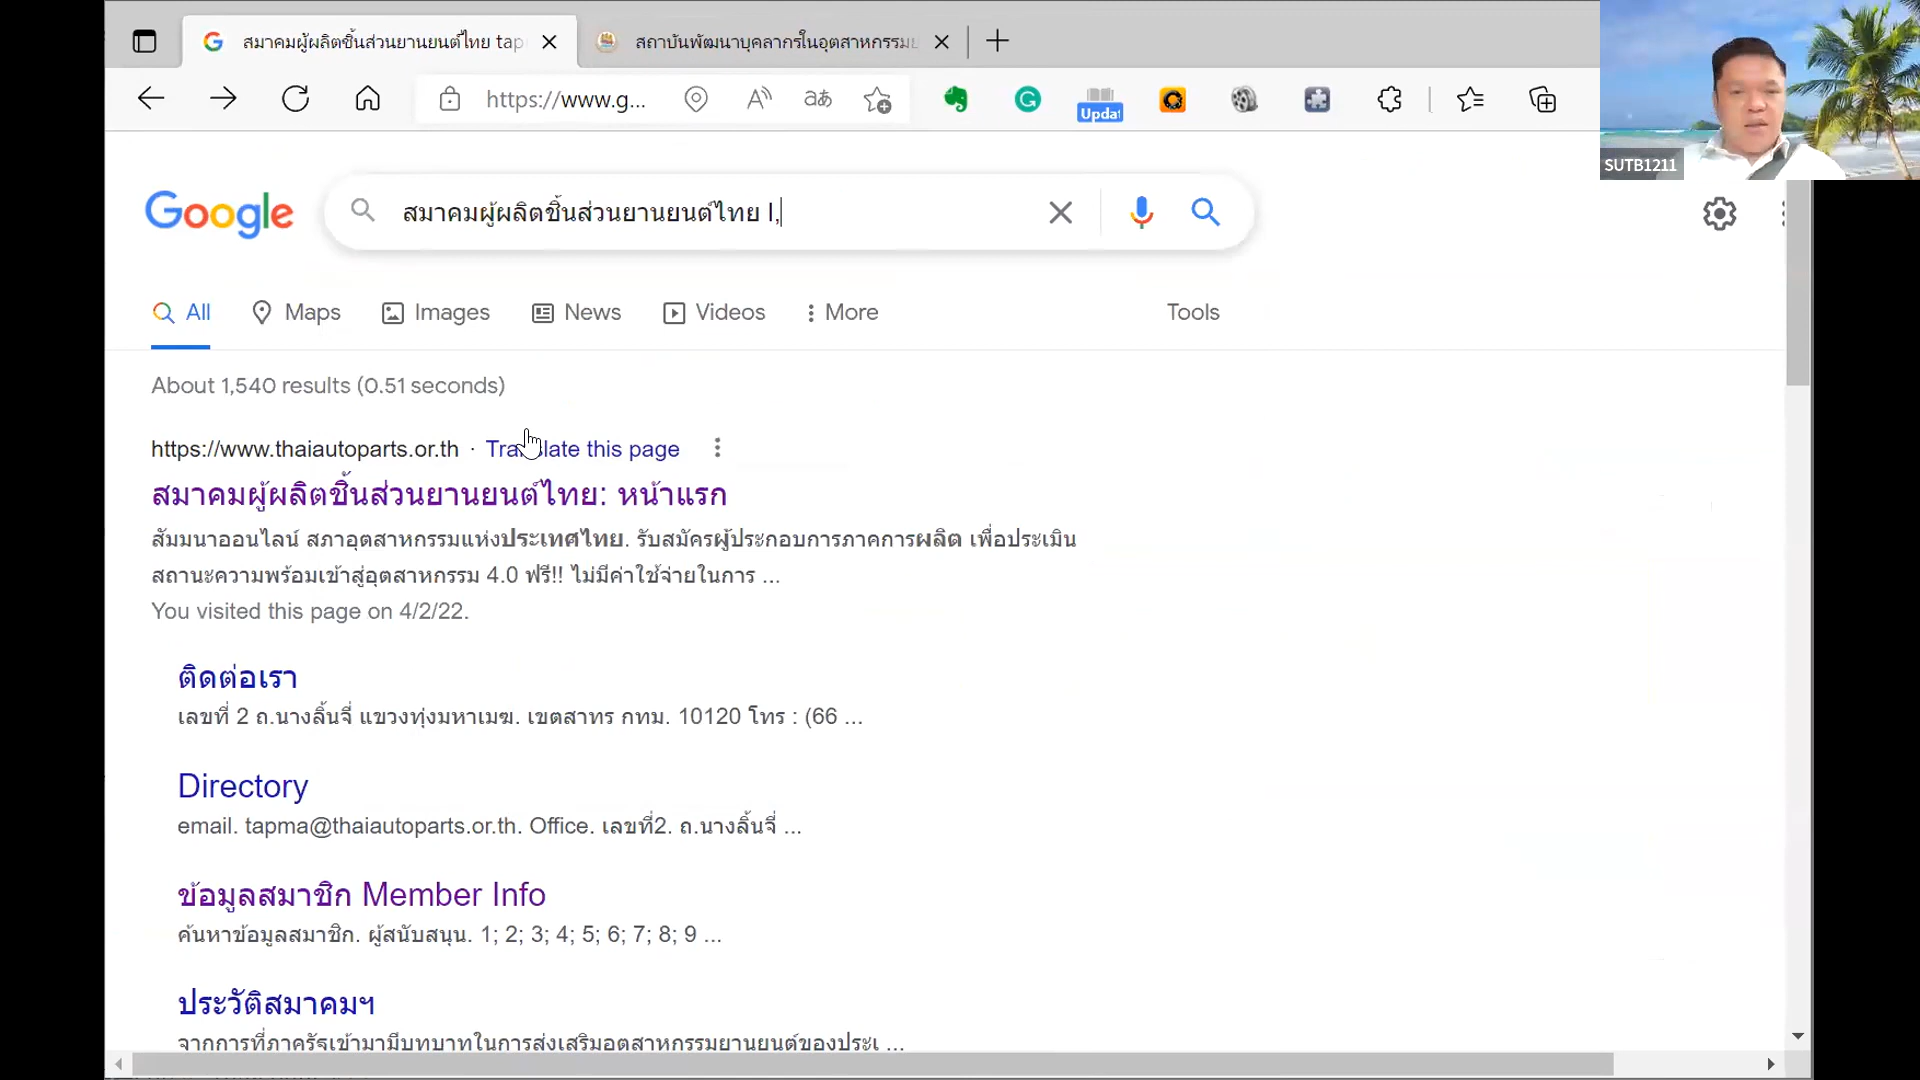 สมาคมผู้ผลิตชิ้นส่วนยานยนต์ไทย tap
สถาบันพัฒนาบุคลากรในอุตสาหกรรมย
https://www.g...
Updat
SUTB1211
Google
สมาคมผู้ผลิตชิ้นส่วนยานยนต์ไทย l,
All
Maps
Images
News
Videos
More
Tools
About 1,540 results (0.51 seconds)
https://www.thaiautoparts.or.th · Translate this page
สมาคมผู้ผลิตชิ้นส่วนยานยนต์ไทย: หน้าแรก
สัมมนาออนไลน์ สภาอุตสาหกรรมแห่งประเทศไทย. รับสมัครผู้ประกอบการภาคการผลิต เพื่อประเมิน
สถานะความพร้อมเข้าสู่อุตสาหกรรม 4.0 ฟรี!! ไม่มีค่าใช้จ่ายในการ ...
You visited this page on 4/2/22.
ติดต่อเรา
เลขที่ 2 ถ.นางลิ้นจี่ แขวงทุ่งมหาเมฆ. เขตสาทร กทม. 10120 โทร : (66 ...
Directory
email. tapma@thaiautoparts.or.th. Office. เลขที่2. ถ.นางลิ้นจี่ ...
ข้อมูลสมาชิก Member Info
ค้นหาข้อมูลสมาชิก. ผู้สนับสนุน. 1; 2; 3; 4; 5; 6; 7; 8; 9 ...
ประวัติสมาคมฯ
จากการที่ภาครัฐเข้ามามีบทบาทในการส่งเสริมอุตสาหกรรมยานยนต์ของประเ ...